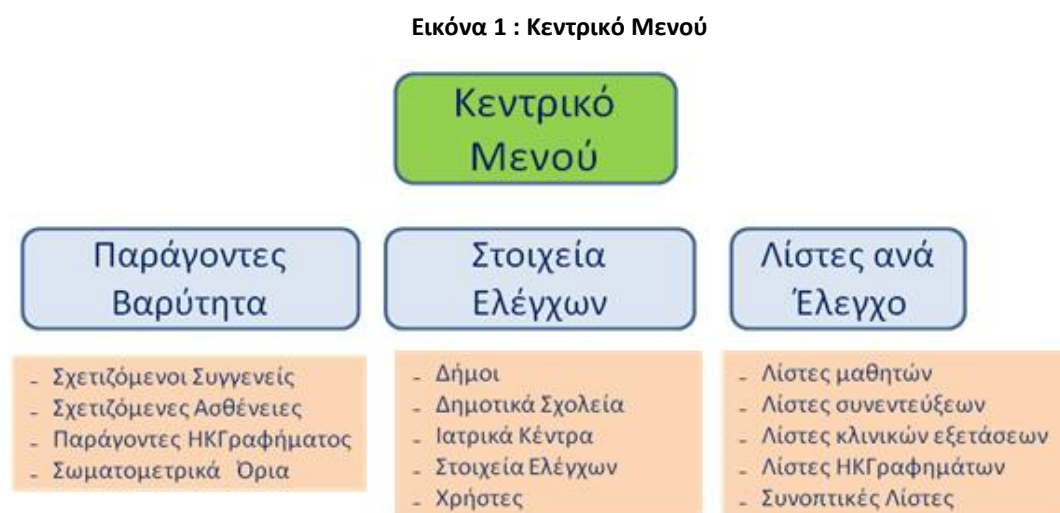 Εικόνα 1 : Κεντρικό Μενού
Κεντρικό
Μενού
Παράγοντες
Βαρύτητα
Στοιχεία
Ελέγχων
Λίστες ανά
Έλεγχο
- Σχετιζόμενοι Συγγενείς
- Σχετιζόμενες Ασθένειες
- Παράγοντες ΗΚΓραφήματος
- Σωματομετρικά Όρια
- Δήμοι
- Δημοτικά Σχολεία
- Ιατρικά Κέντρα
- Στοιχεία Ελέγχων
- Χρήστες
- Λίστες μαθητών
- Λίστες συνεντεύξεων
- Λίστες κλινικών εξετάσεων
- Λίστες ΗΚΓραφημάτων
- Συνοπτικές Λίστες